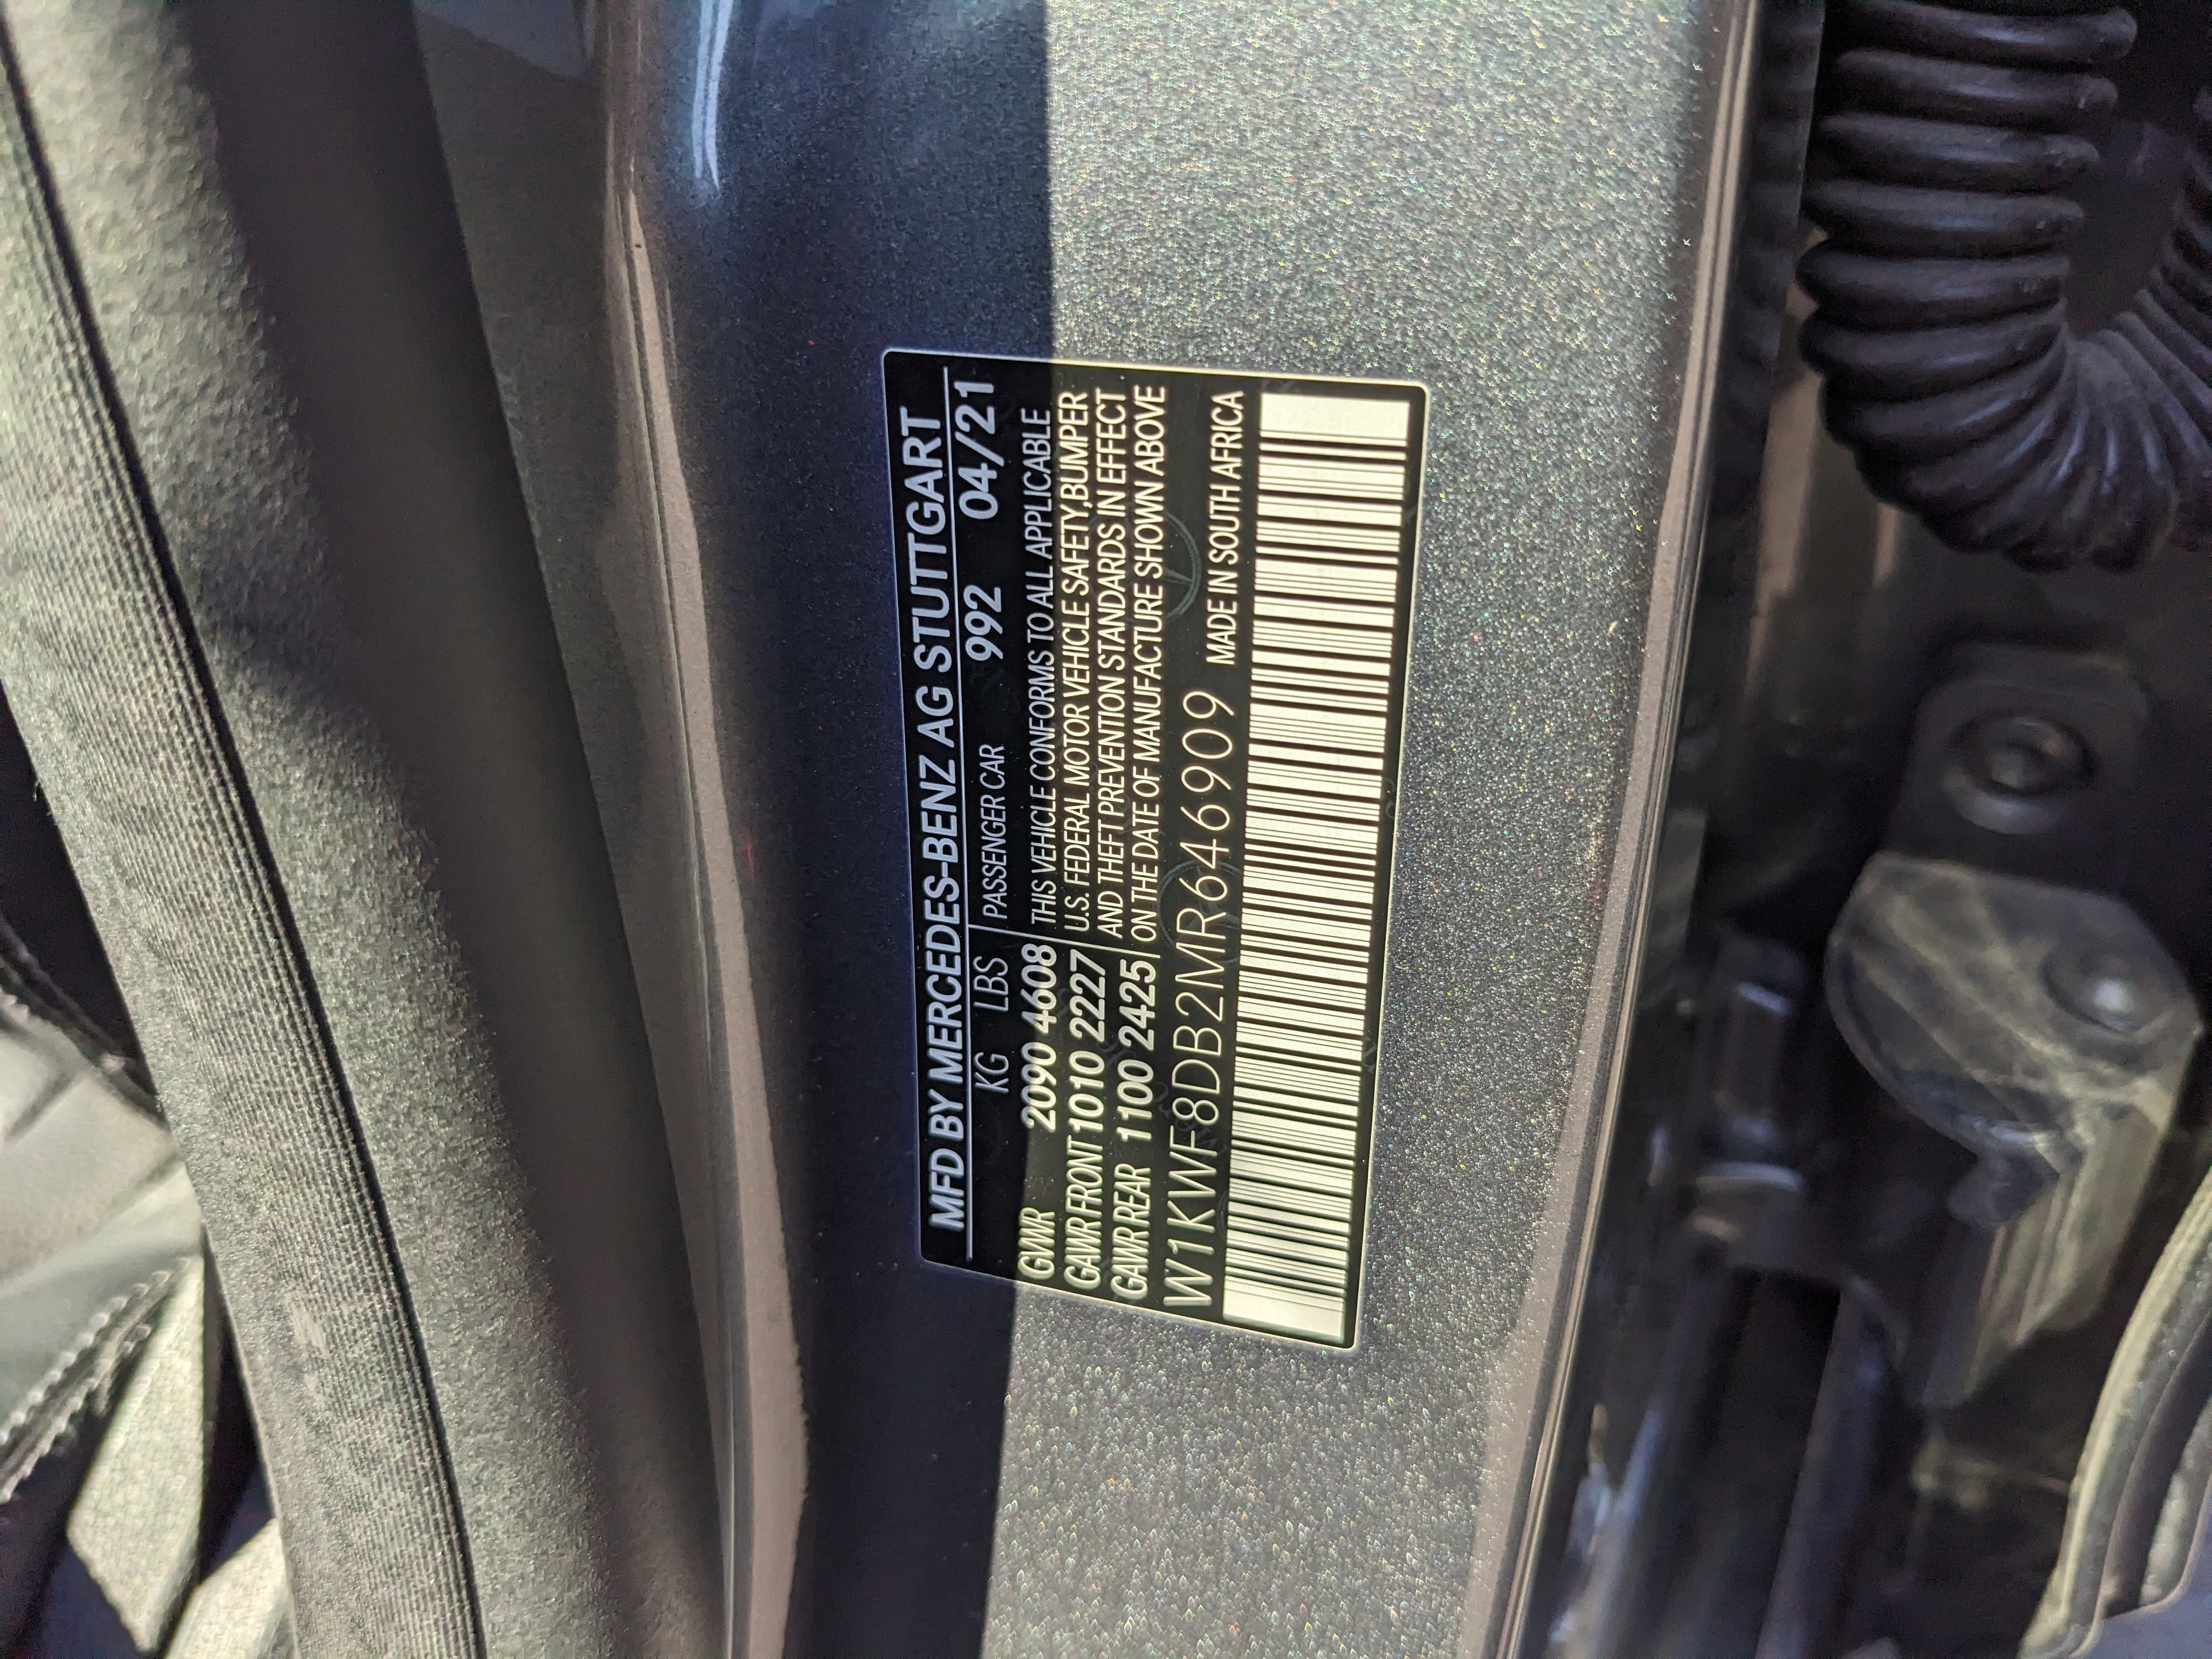 MFD BY MERCEDES-BENZ AG STUTTGART
KG LBS PASSENGER CAR 992 04/21
GVWR 2090 4608 THIS VEHICLE CONFORMS TO ALL APPLICABLE
GAWR FRONT 1010 2227 U.S. FEDERAL MOTOR VEHICLE SAFETY,BUMPER
GAWR REAR 1100 2425 AND THEFT PREVENTION STANDARDS IN EFFECT
ON THE DATE OF MANUFACTURE SHOWN ABOVE
W1KWF8DB2MR646909 MADE IN SOUTH AFRICA